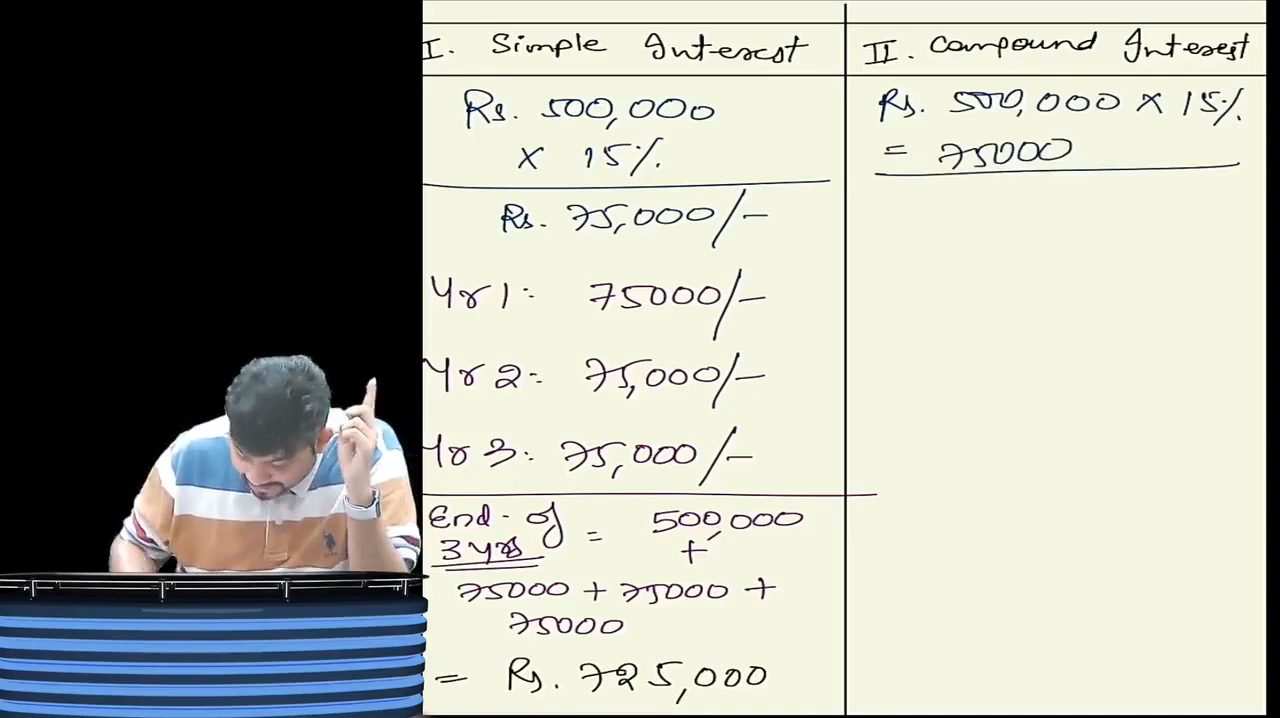 I. Simple Interest
Rs. 500,000
x 15%
Rs. 75,000/-
Yr 1:- 75000/-
Yr 2:- 75,000/-
Yr 3:- 75,000/-
End of = 500,000
3 yrs +
75000 + 75000 +
75000
= Rs. 725,000
II. Compound Interest
Rs. 500,000 x 15%
= 75000